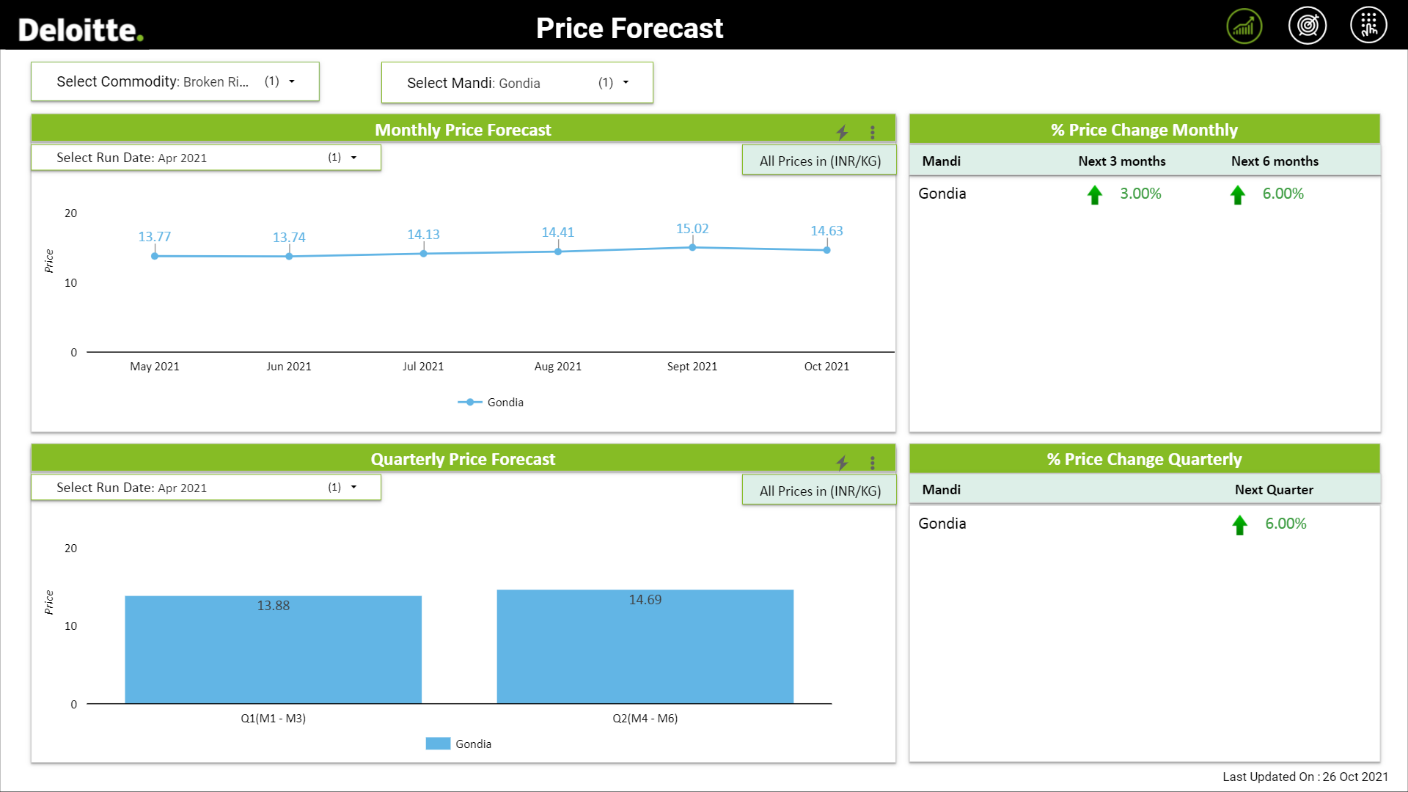 Deloitte.
Price Forecast
Select Commodity: Broken Ri... (1)
Select Mandi: Gondia (1)
Monthly Price Forecast
Select Run Date: Apr 2021 (1)
All Prices in (INR/KG)
Price
20
10
0
13.77
13.74
14.13
14.41
15.02
14.63
May 2021
Jun 2021
Jul 2021
Aug 2021
Sept 2021
Oct 2021
Gondia
% Price Change Monthly
Mandi Next 3 months Next 6 months
Gondia 3.00% 6.00%
Quarterly Price Forecast
Select Run Date: Apr 2021 (1)
All Prices in (INR/KG)
Price
20
10
0
13.88
14.69
Q1(M1 - M3)
Q2(M4 - M6)
Gondia
% Price Change Quarterly
Mandi Next Quarter
Gondia 6.00%
Last Updated On : 26 Oct 2021